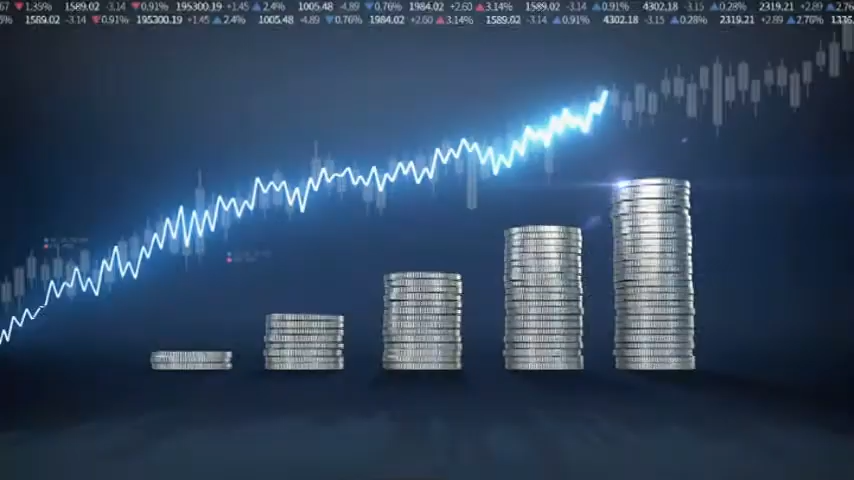 1.35% 1589.02 -3.14 ▼0.91% 195300.19 +1.45 ▲2.4% 1005.48 -4.89 ▼0.76% 1984.02 +2.60 ▲3.14% 1589.02 -3.14 ▲0.91% 4302.18 -3.15 ▲0.28% 2319.21 +2.89
1589.02 -3.14 ▼0.91% 195300.19 +1.45 ▲2.4% 1005.48 -4.89 ▼0.76% 1984.02 +2.60 ▲3.14% 1589.02 -3.14 ▲0.91% 4302.18 -3.15 ▲0.28% 2319.21 +2.89 ▲2.76%